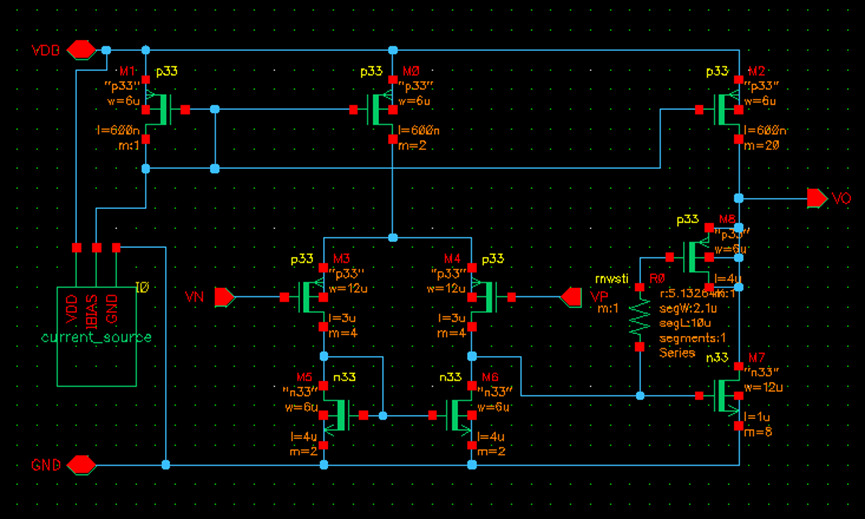 VDD
M1
p33
"p33"
w=6u
l=600n
m:1
p33
M0
"p33"
w=6u
l=600n
m=2
p33
M2
"p33"
w=6u
l=600n
m=20
VO
p33
M8
"p33"
w=6u
l=4u
m:1
rnwsti
R0
r:5.13264K
segW:2.1u
segL:10u
segments:1
Series
m:1
VN
p33
M3
"p33"
w=12u
l=3u
m=4
p33
M4
"p33"
w=12u
l=3u
m=4
VP
I0
VDD
IBIAS
GND
current_source
M5
n33
"n33"
w=6u
l=4u
m=2
n33
M6
"n33"
w=6u
l=4u
m=2
n33
M7
"n33"
w=12u
l=1u
m=8
GND